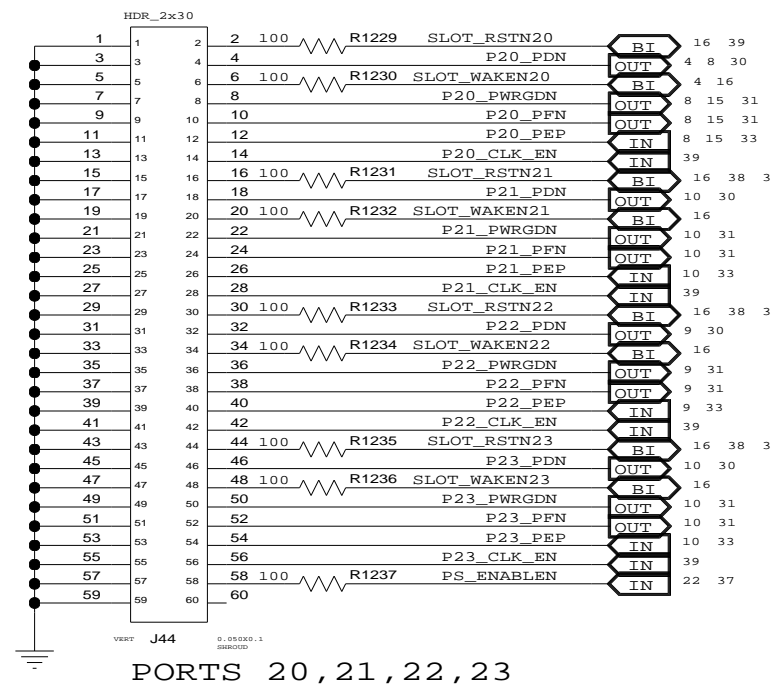 HDR_2x30
1 1 2 2 100 R1229 SLOT_RSTN20 BI 16 39
3 3 4 4 P20_PDN OUT 4 8 30
5 5 6 6 100 R1230 SLOT_WAKEN20 BI 4 16
7 7 8 8 P20_PWRGDN OUT 8 15 31
9 9 10 10 P20_PFN OUT 8 15 31
11 11 12 12 P20_PEP IN 8 15 33
13 13 14 14 P20_CLK_EN IN 39
15 15 16 16 100 R1231 SLOT_RSTN21 BI 16 38 3
17 17 18 18 P21_PDN OUT 10 30
19 19 20 20 100 R1232 SLOT_WAKEN21 BI 16
21 21 22 22 P21_PWRGDN OUT 10 31
23 23 24 24 P21_PFN OUT 10 31
25 25 26 26 P21_PEP IN 10 33
27 27 28 28 P21_CLK_EN IN 39
29 29 30 30 100 R1233 SLOT_RSTN22 BI 16 38 3
31 31 32 32 P22_PDN OUT 9 30
33 33 34 34 100 R1234 SLOT_WAKEN22 BI 16
35 35 36 36 P22_PWRGDN OUT 9 31
37 37 38 38 P22_PFN OUT 9 31
39 39 40 40 P22_PEP IN 9 33
41 41 42 42 P22_CLK_EN IN 39
43 43 44 44 100 R1235 SLOT_RSTN23 BI 16 38 3
45 45 46 46 P23_PDN OUT 10 30
47 47 48 48 100 R1236 SLOT_WAKEN23 BI 16
49 49 50 50 P23_PWRGDN OUT 10 31
51 51 52 52 P23_PFN OUT 10 31
53 53 54 54 P23_PEP IN 10 33
55 55 56 56 P23_CLK_EN IN 39
57 57 58 58 100 R1237 PS_ENABLEN IN 22 37
59 59 60 60
VERT J44 0.050X0.1
SHROUD
PORTS 20,21,22,23